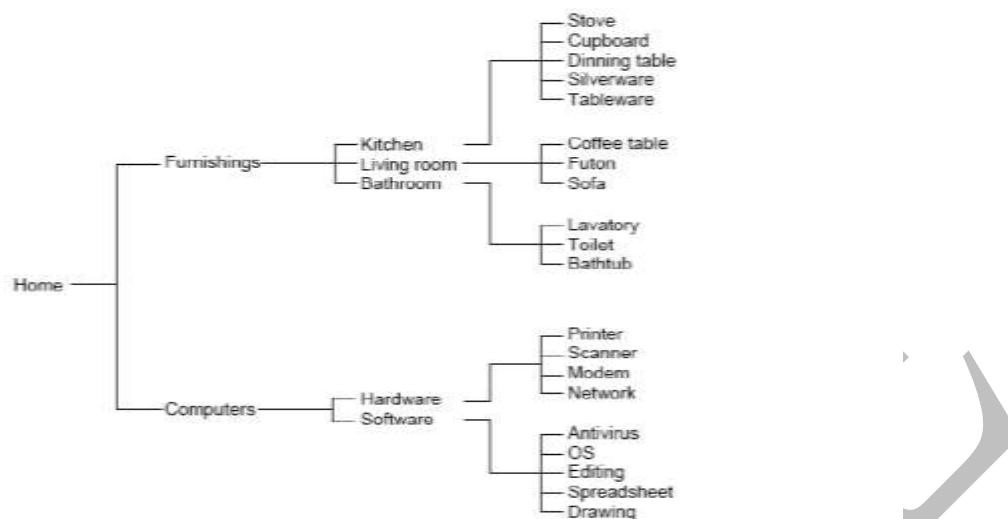 Stove
Cupboard
Dinning table
Silverware
Tableware
Kitchen
Coffee table
Furnishings
Living room
Futon
Bathroom
Sofa
Lavatory
Toilet
Bathtub
Home
Printer
Scanner
Modem
Hardware
Network
Computers
Software
Antivirus
OS
Editing
Spreadsheet
Drawing